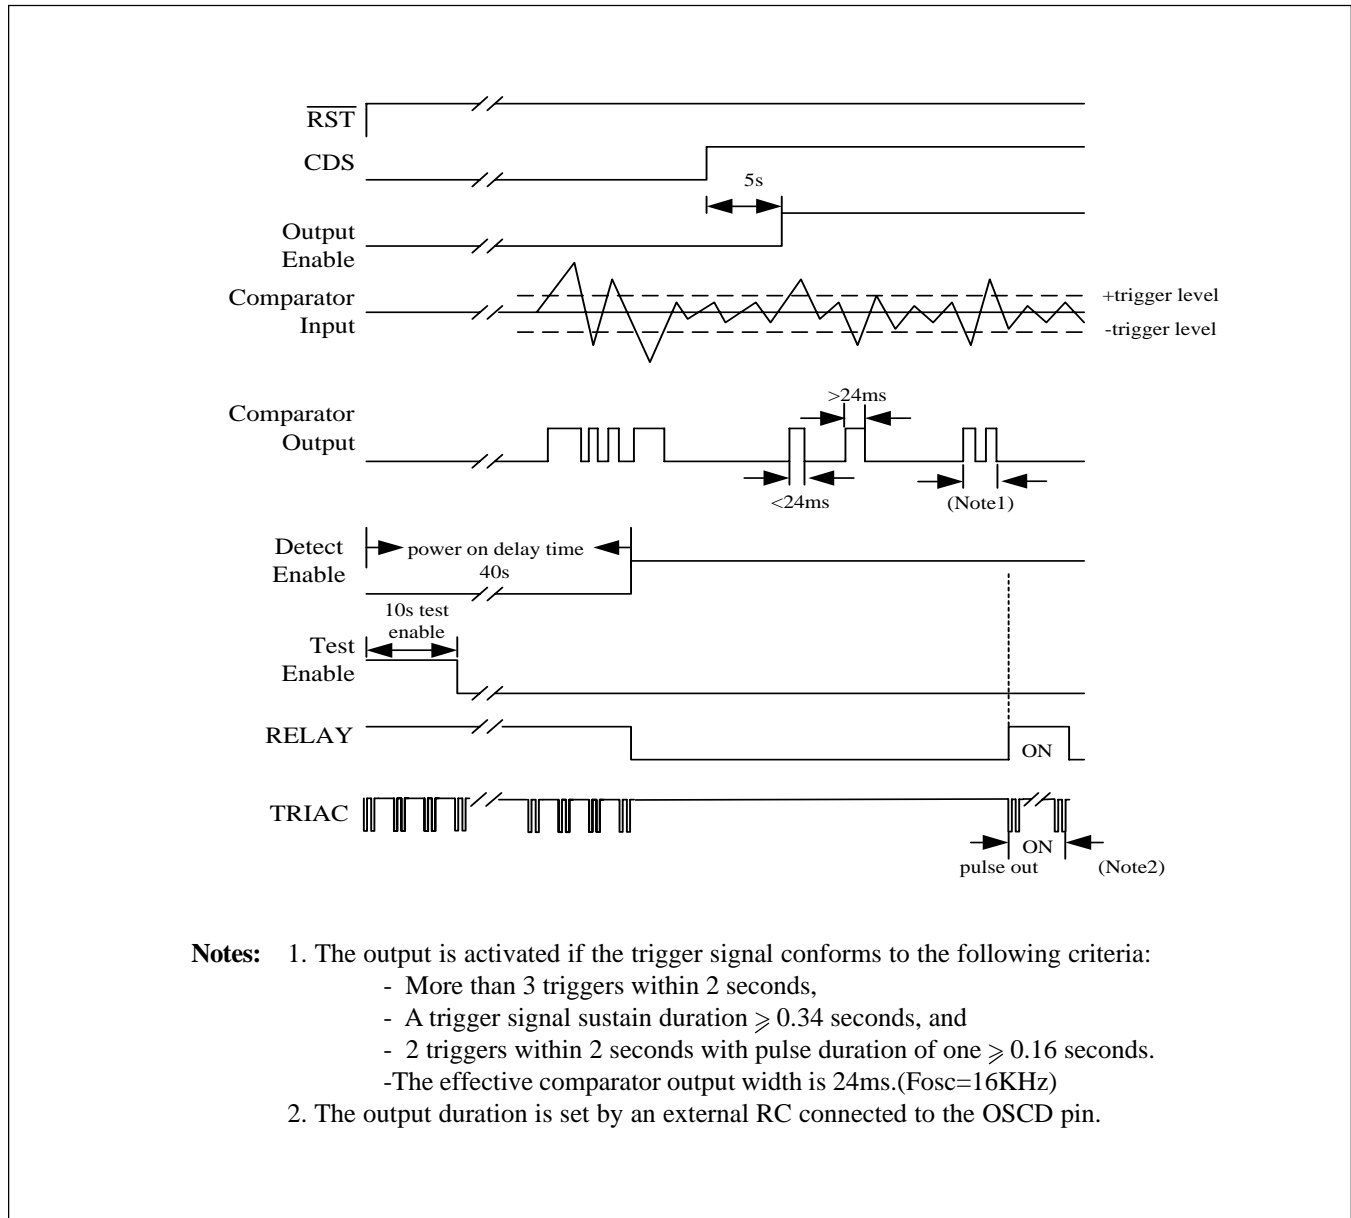 RST
CDS
5s
Output
Enable
Comparator
Input
+trigger level
-trigger level
Comparator
Output
>24ms
<24ms
(Note1)
Detect
Enable
power on delay time
40s
10s test
enable
Test
Enable
RELAY
ON
TRIAC
ON
pulse out
(Note2)
Notes: 1. The output is activated if the trigger signal conforms to the following criteria:
- More than 3 triggers within 2 seconds,
- A trigger signal sustain duration ⩾ 0.34 seconds, and
- 2 triggers within 2 seconds with pulse duration of one ⩾ 0.16 seconds.
-The effective comparator output width is 24ms.(Fosc=16KHz)
2. The output duration is set by an external RC connected to the OSCD pin.